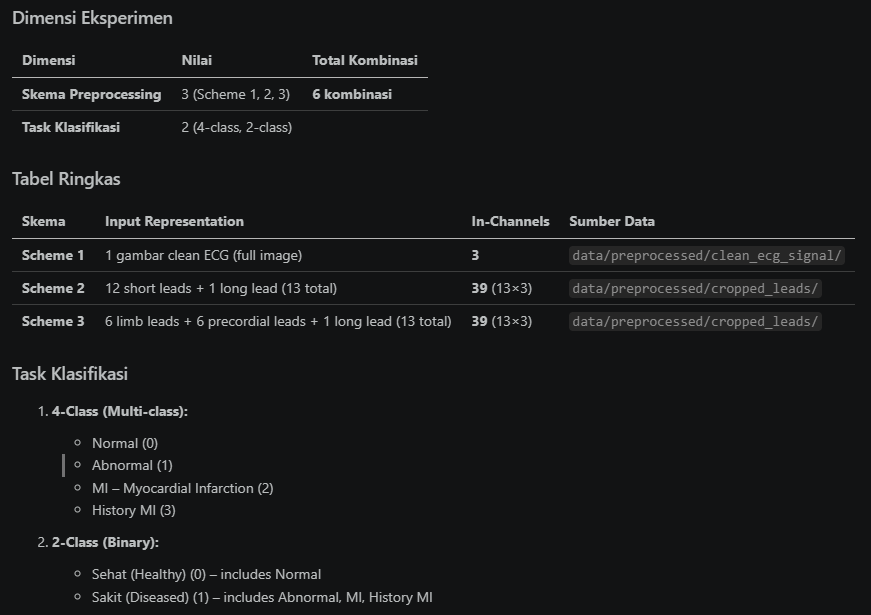 Dimensi Eksperimen
Dimensi Nilai Total Kombinasi
Skema Preprocessing 3 (Scheme 1, 2, 3) 6 kombinasi
Task Klasifikasi 2 (4-class, 2-class)
Tabel Ringkas
Skema Input Representation In-Channels Sumber Data
Scheme 1 1 gambar clean ECG (full image) 3 data/preprocessed/clean_ecg_signal/
Scheme 2 12 short leads + 1 long lead (13 total) 39 (13×3) data/preprocessed/cropped_leads/
Scheme 3 6 limb leads + 6 precordial leads + 1 long lead (13 total) 39 (13×3) data/preprocessed/cropped_leads/
Task Klasifikasi
1. 4-Class (Multi-class):
○ Normal (0)
○ Abnormal (1)
○ MI – Myocardial Infarction (2)
○ History MI (3)
2. 2-Class (Binary):
○ Sehat (Healthy) (0) – includes Normal
○ Sakit (Diseased) (1) – includes Abnormal, MI, History MI